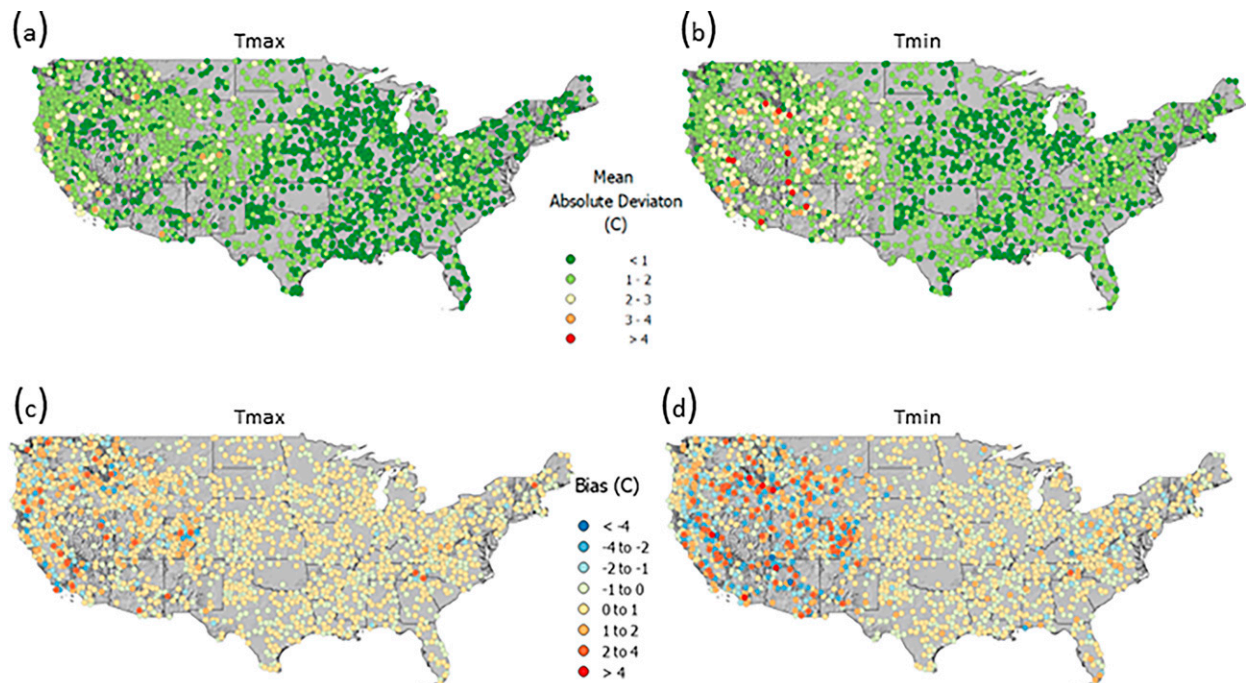 (a)
Tmax
(b)
Tmin
Mean
Absolute Deviaton
(C)
< 1
1 - 2
2 - 3
3 - 4
> 4
(c)
Tmax
(d)
Tmin
Bias (C)
< -4
-4 to -2
-2 to -1
-1 to 0
0 to 1
1 to 2
2 to 4
> 4